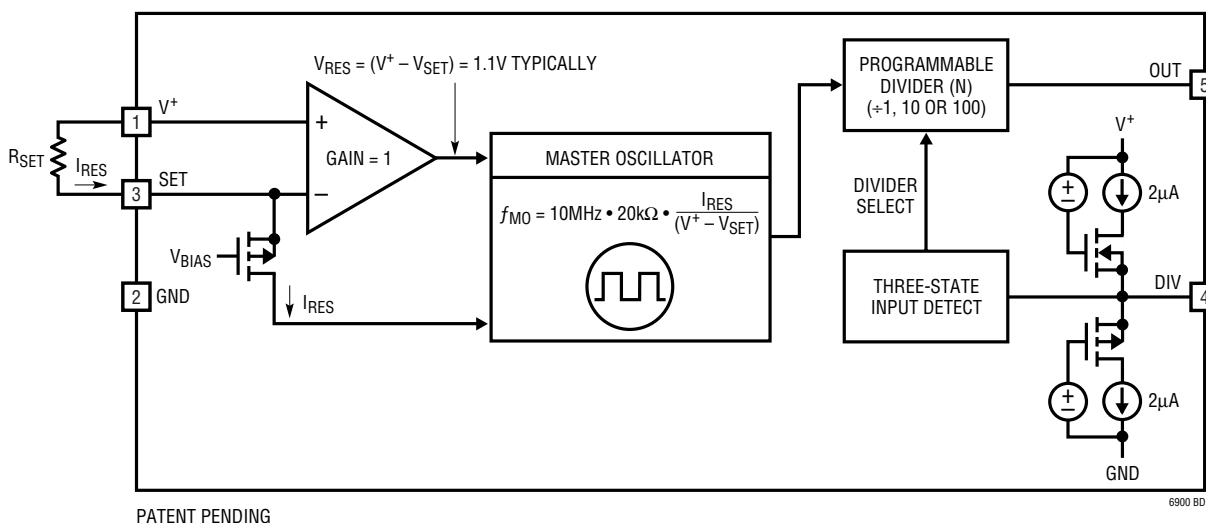 V_RES = (V⁺ – V_SET) = 1.1V TYPICALLY
PROGRAMMABLE
DIVIDER (N)
(÷1, 10 OR 100)
OUT
5
V⁺
1
+
GAIN = 1
–
R_SET
I_RES
SET
3
MASTER OSCILLATOR
ƒ_MO = 10MHz • 20kΩ • I_RES / (V⁺ – V_SET)
DIVIDER
SELECT
V⁺
+
–
2µA
V_BIAS
I_RES
2
GND
THREE-STATE
INPUT DETECT
DIV
4
+
–
2µA
GND
6900 BD
PATENT PENDING